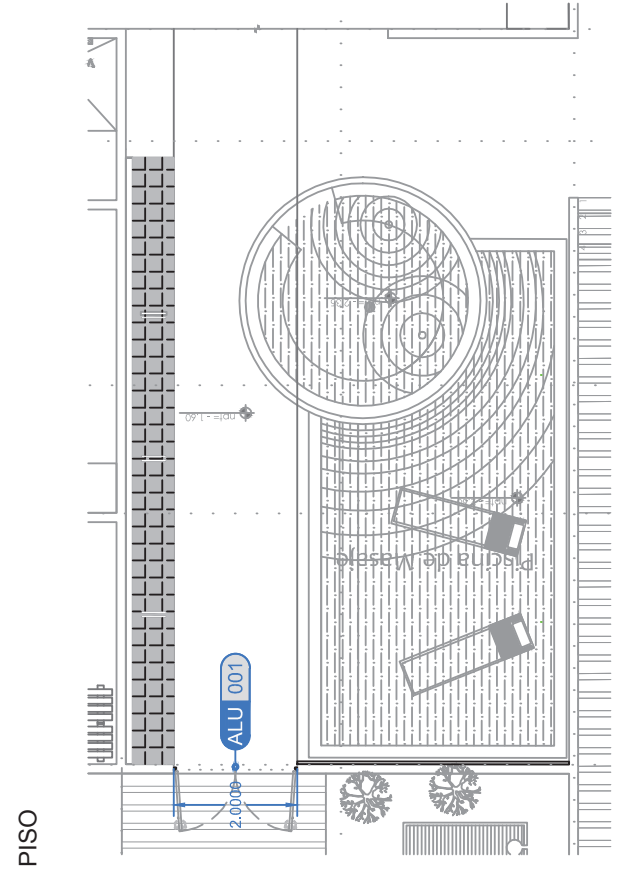 PISO
npt= - 1.60
Piscina de Masaje
ALU 001
2.0000